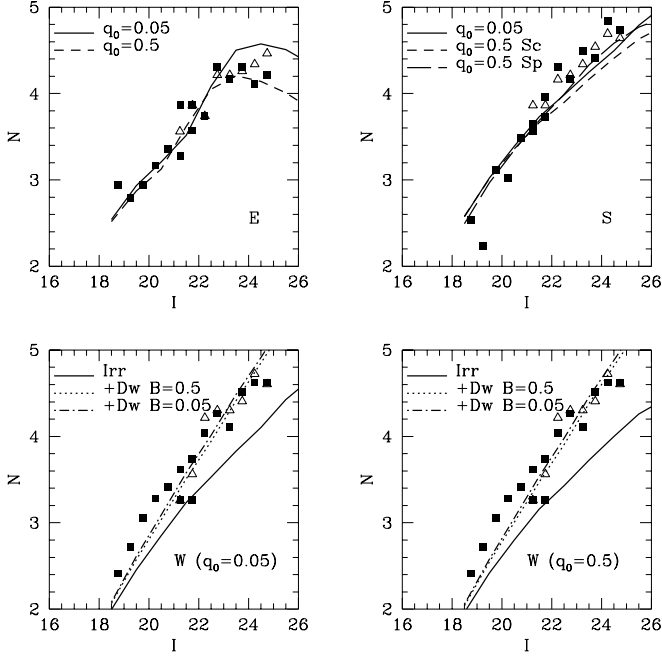 5
4
3
2
N
q₀=0.05
q₀=0.5
E
16 18 20 22 24 26
I
5
4
3
2
N
q₀=0.05
q₀=0.5 Sc
q₀=0.5 Sp
S
16 18 20 22 24 26
I
5
4
3
2
N
Irr
+Dw B=0.5
+Dw B=0.05
W (q₀=0.05)
16 18 20 22 24 26
I
5
4
3
2
N
Irr
+Dw B=0.5
+Dw B=0.05
W (q₀=0.5)
16 18 20 22 24 26
I